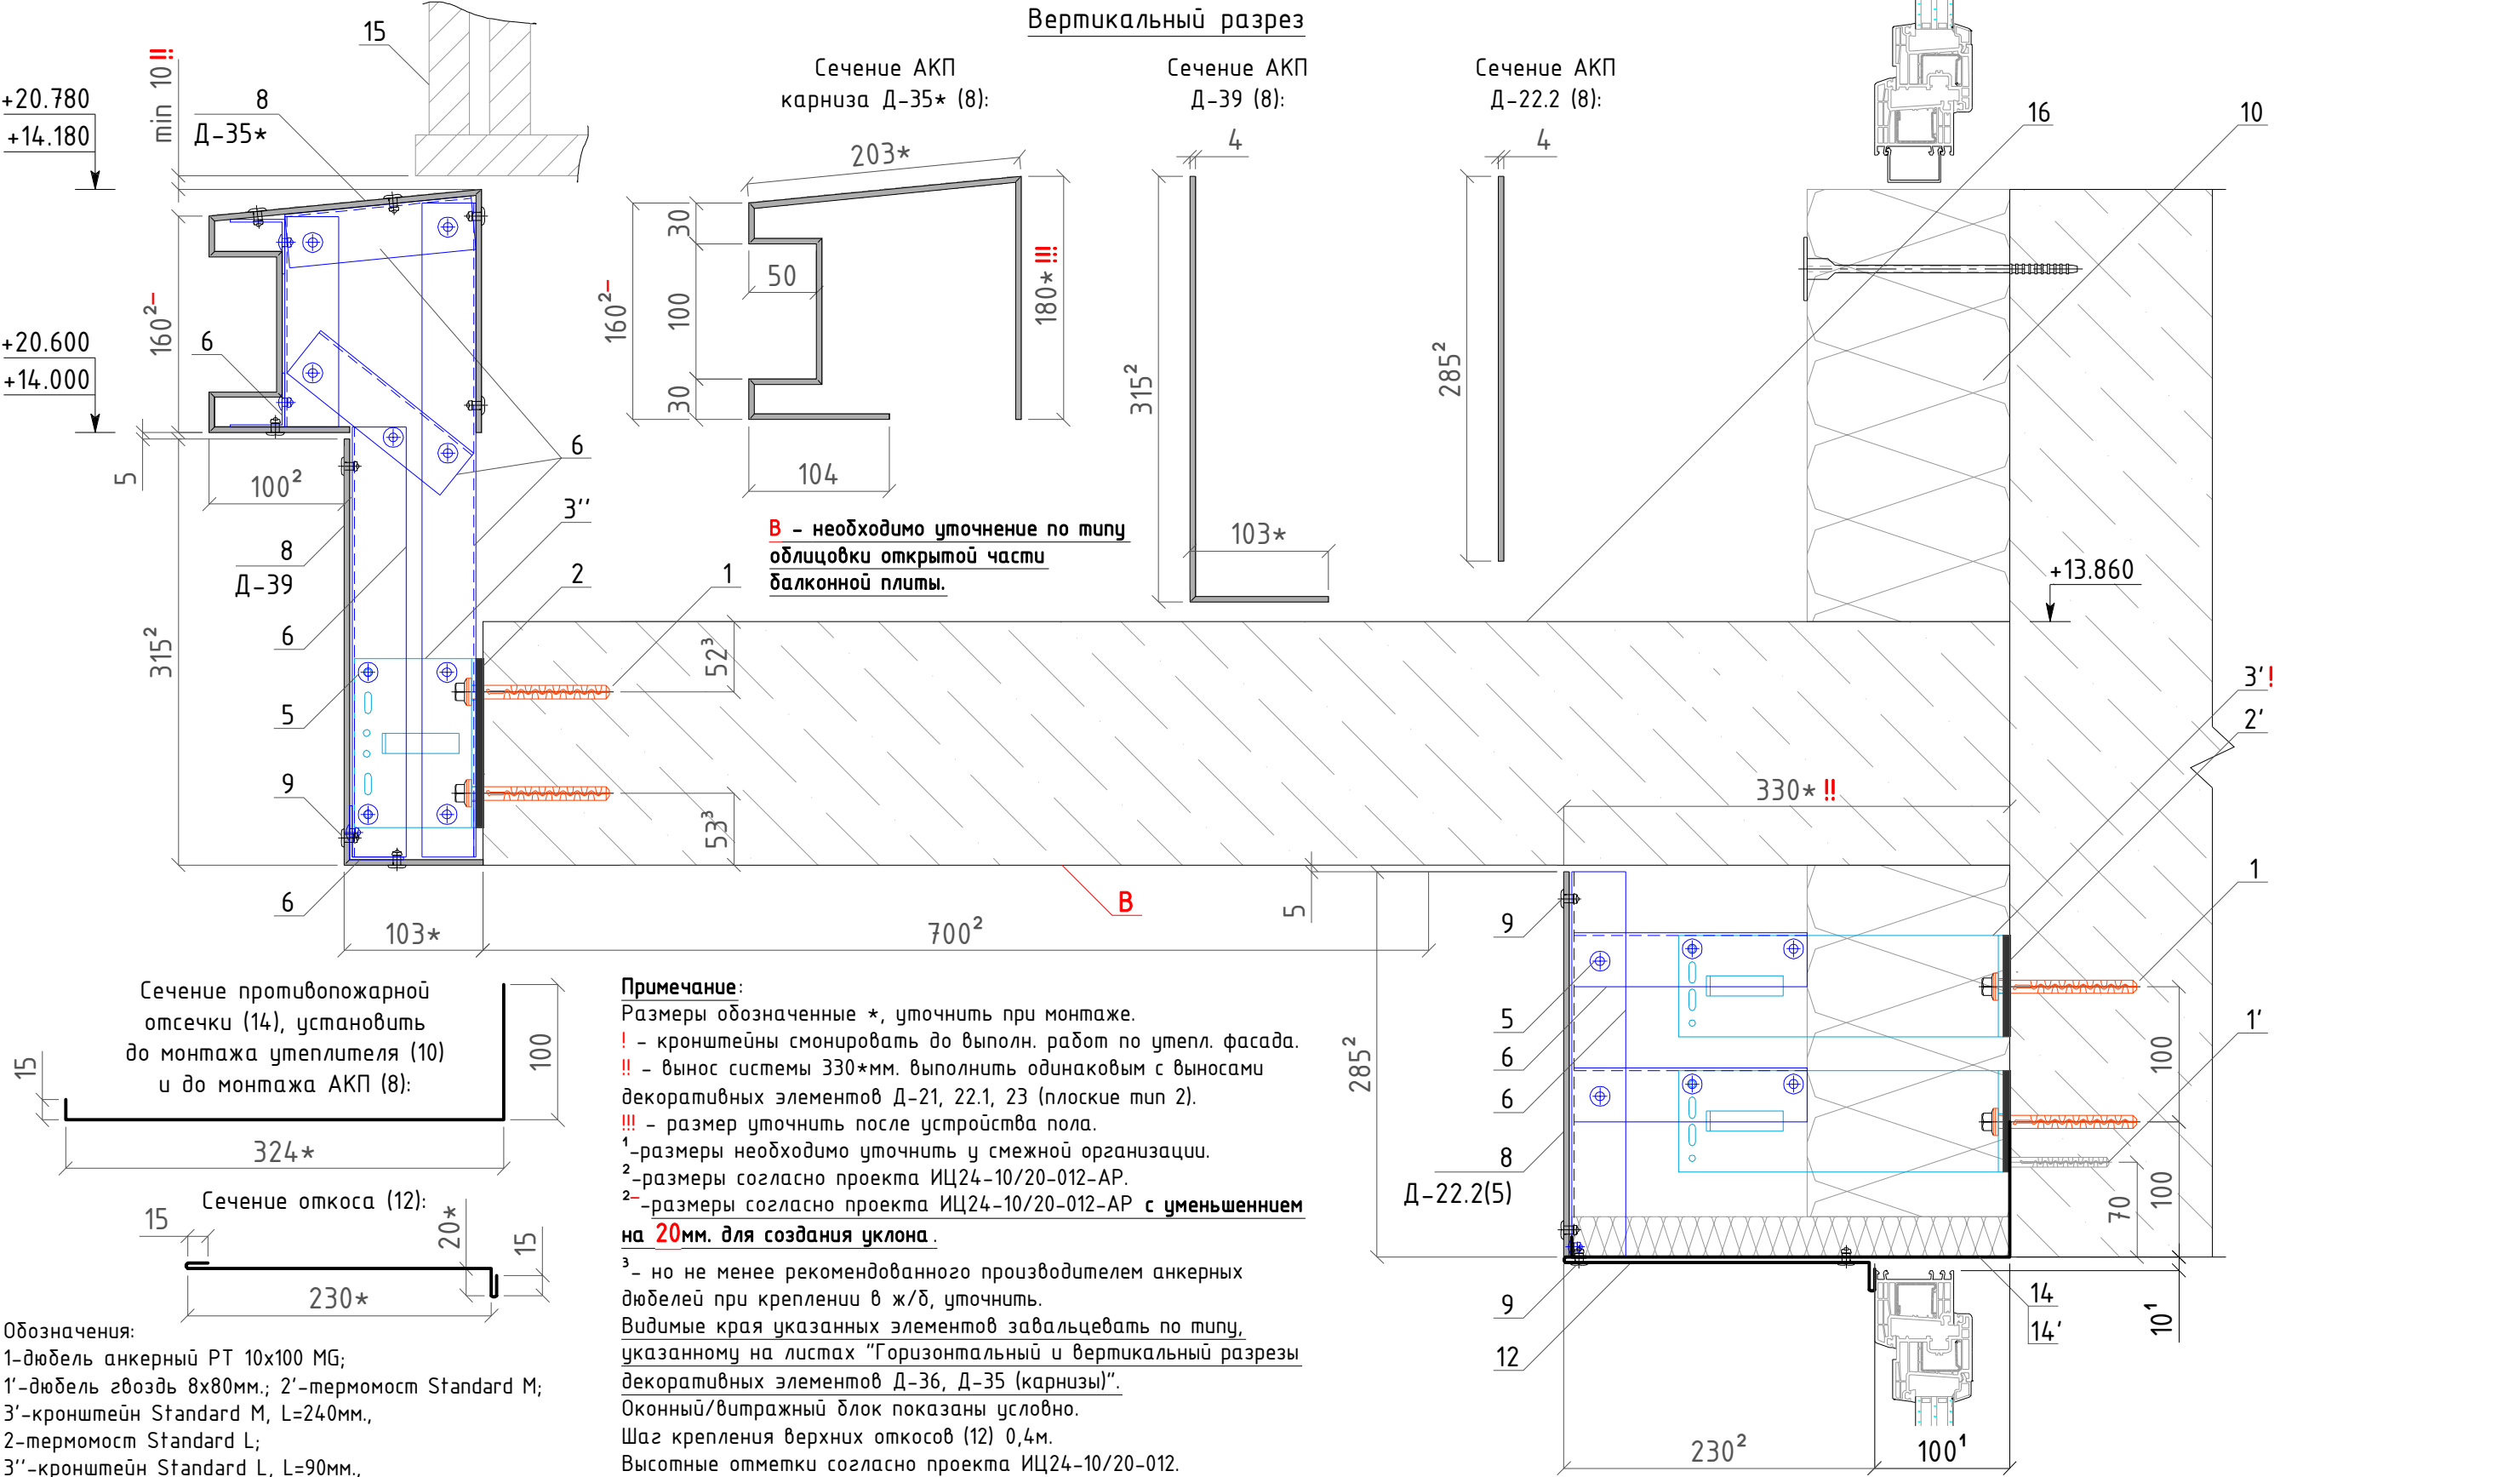 Вертикальный разрез
Сечение АКП
карниза Д-35* (8):
Сечение АКП
Д-39 (8):
Сечение АКП
Д-22.2 (8):
15
min 10 !!!
+20.780
+14.180
8
Д-35*
160²⁻
+20.600
+14.000
6
5
100²
6
3''
8
Д-39
2
1
6
315²
5
9
6
52³
53³
103*
700²
203*
30
100
30
160²⁻
50
104
180* !!!
4
315²
103*
4
285²
В - необходимо уточнение по типу
облицовки открытой части
балконной плиты.
16
10
+13.860
3'!
2'
330* !!
1
1'
В
5
9
5
6
6
285²
8
Д-22.2(5)
9
12
100
100
70
14
14'
10¹
230²
100¹
Сечение противопожарной
отсечки (14), установить
до монтажа утеплителя (10)
и до монтажа АКП (8):
15
100
324*
Сечение откоса (12):
15
20*
15
230*
Обозначения:
1-дюбель анкерный PT 10x100 MG;
1'-дюбель гвоздь 8х80мм.; 2'-термомост Standard M;
3'-кронштейн Standard M, L=240мм.,
2-термомост Standard L;
3''-кронштейн Standard L, L=90мм.,
Примечание:
Размеры обозначенные *, уточнить при монтаже.
! - кронштейны смонировать до выполн. работ по утепл. фасада.
!! - вынос системы 330*мм. выполнить одинаковым с выносами
декоративных элементов Д-21, 22.1, 23 (плоские тип 2).
!!! - размер уточнить после устройства пола.
¹-размеры необходимо уточнить у смежной организации.
²-размеры согласно проекта ИЦ24-10/20-012-АР.
²⁻-размеры согласно проекта ИЦ24-10/20-012-АР с уменьшением
на 20мм. для создания уклона.
³- но не менее рекомендованного производителем анкерных
дюбелей при креплении в ж/б, уточнить.
Видимые края указанных элементов завальцевать по типу,
указанному на листах "Горизонтальный и вертикальный разрезы
декоративных элементов Д-36, Д-35 (карнизы)".
Оконный/витражный блок показаны условно.
Шаг крепления верхних откосов (12) 0,4м.
Высотные отметки согласно проекта ИЦ24-10/20-012.